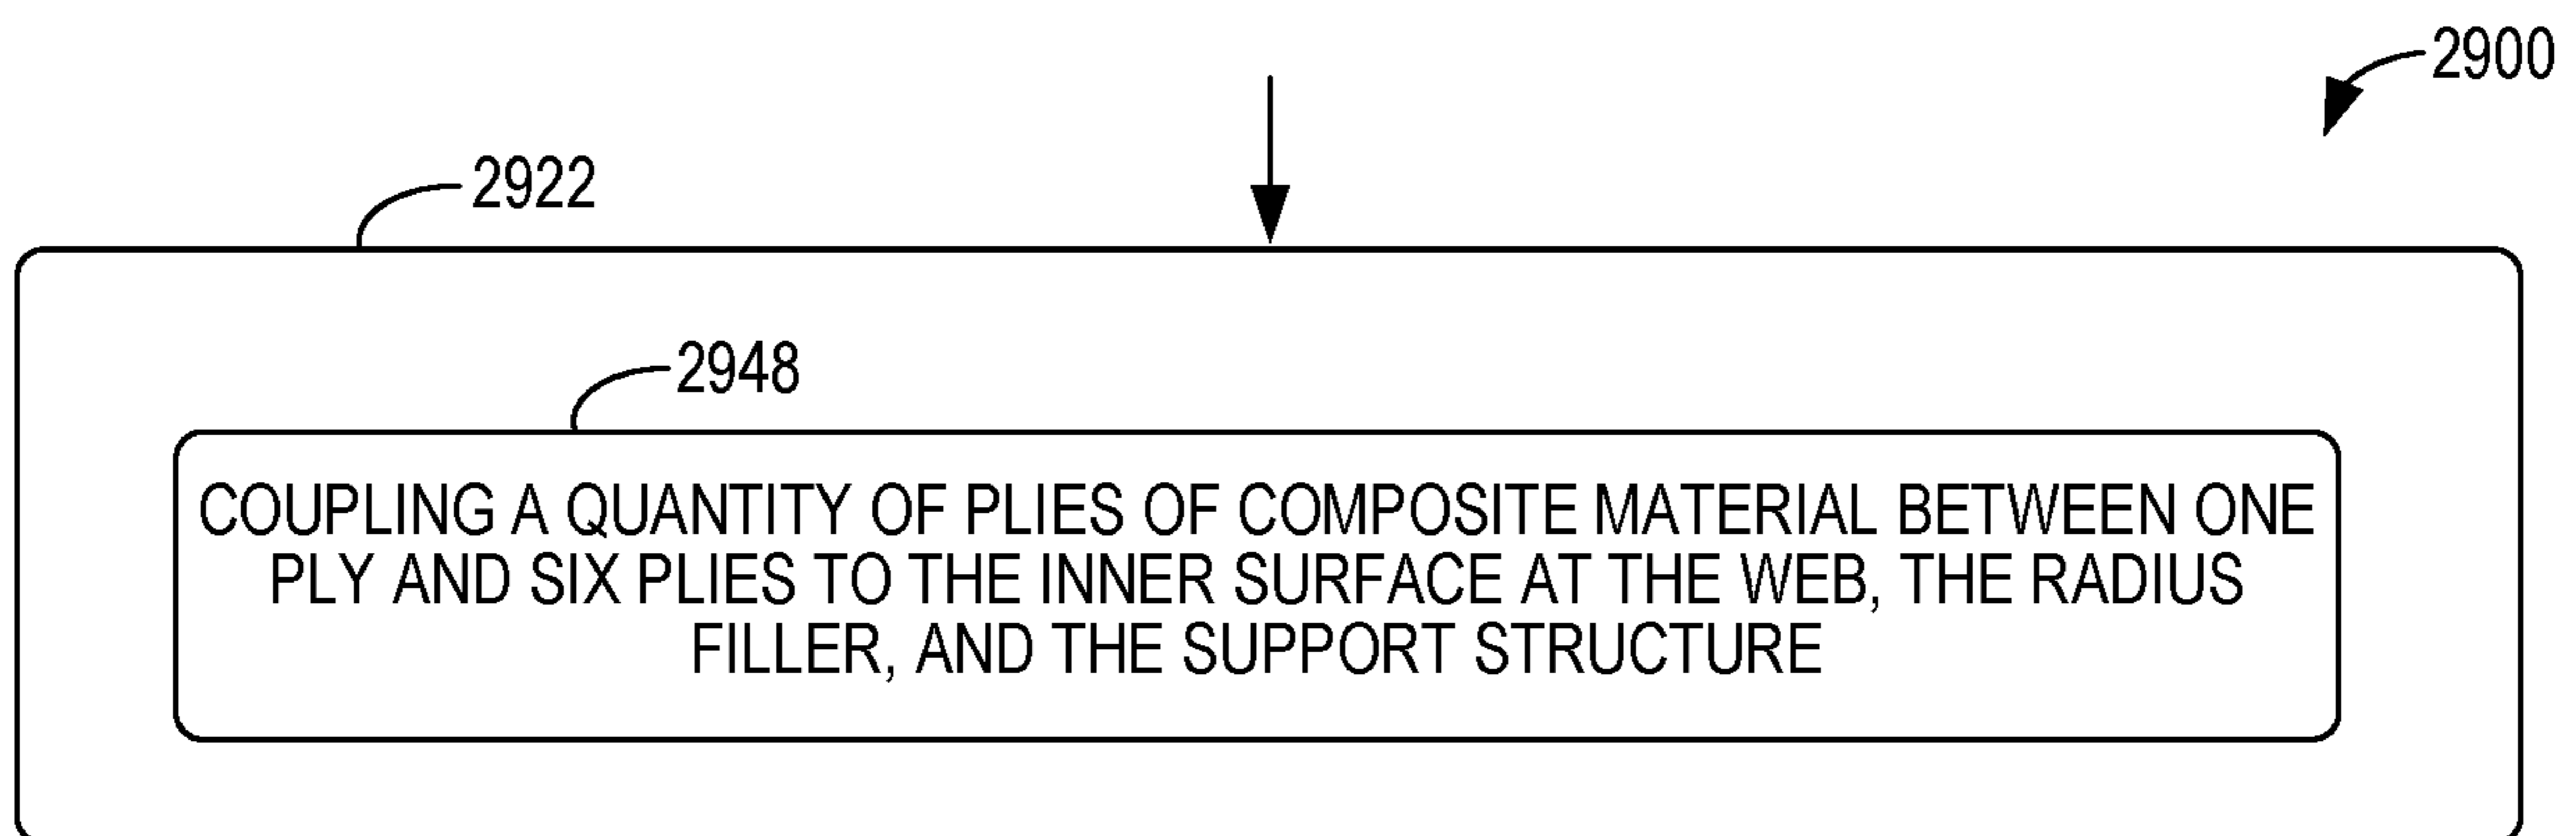 2900
2922
2948
COUPLING A QUANTITY OF PLIES OF COMPOSITE MATERIAL BETWEEN ONE
PLY AND SIX PLIES TO THE INNER SURFACE AT THE WEB, THE RADIUS
FILLER, AND THE SUPPORT STRUCTURE